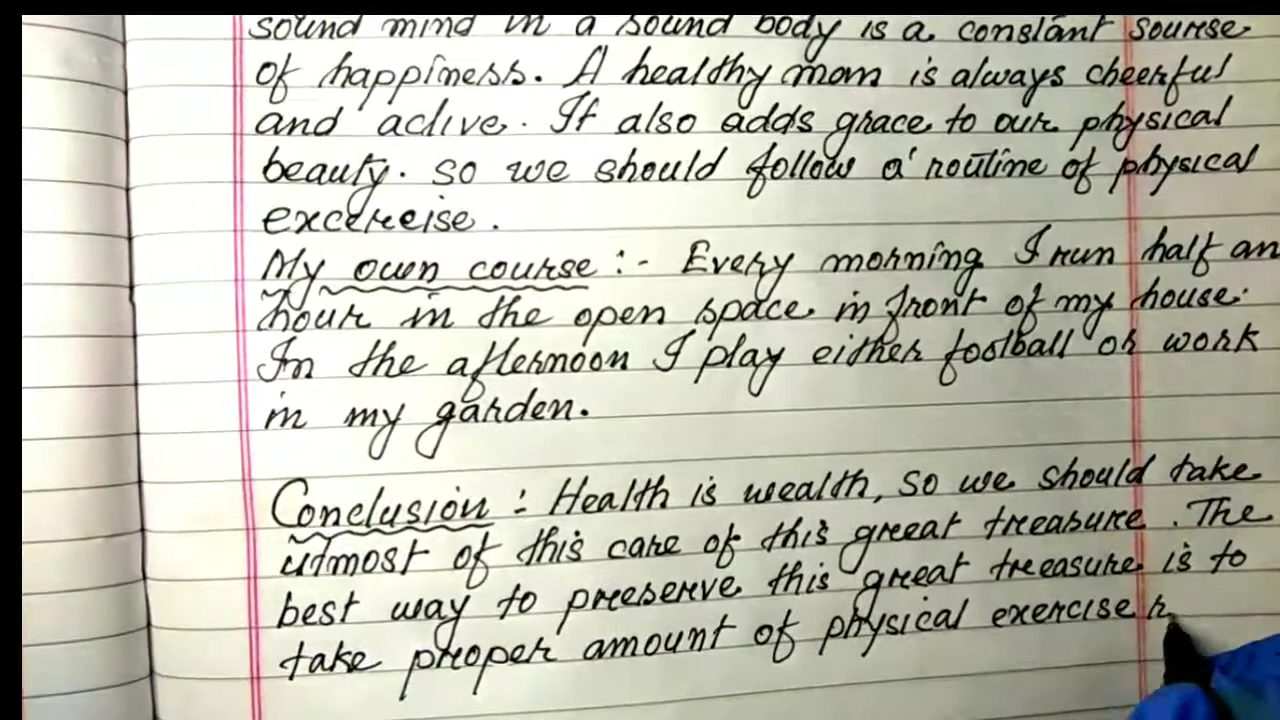 sound mind in a sound body is a constant sourse
of happiness. A healthy man is always cheerful
and active. It also adds grace to our physical
beauty. so we should follow a routine of physical
excercise.
My own course :- Every morning I run half an
hour in the open space in front of my house.
In the afternoon I play either football or work
in my garden.
Conclusion : Health is wealth, so we should take
utmost of this care of this great treasure. The
best way to preserve this great treasure is to
take proper amount of physical exercise r